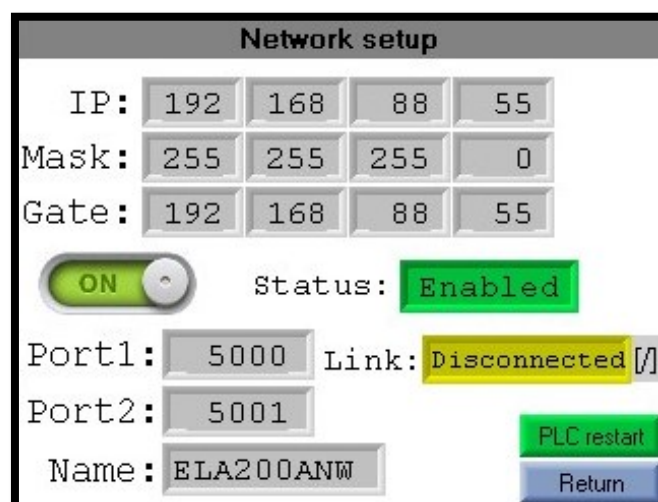 Network setup
IP: 192 168 88 55
Mask: 255 255 255 0
Gate: 192 168 88 55
ON Status: Enabled
Port1: 5000 Link: Disconnected [/]
Port2: 5001
PLC restart
Name: ELA200ANW
Return